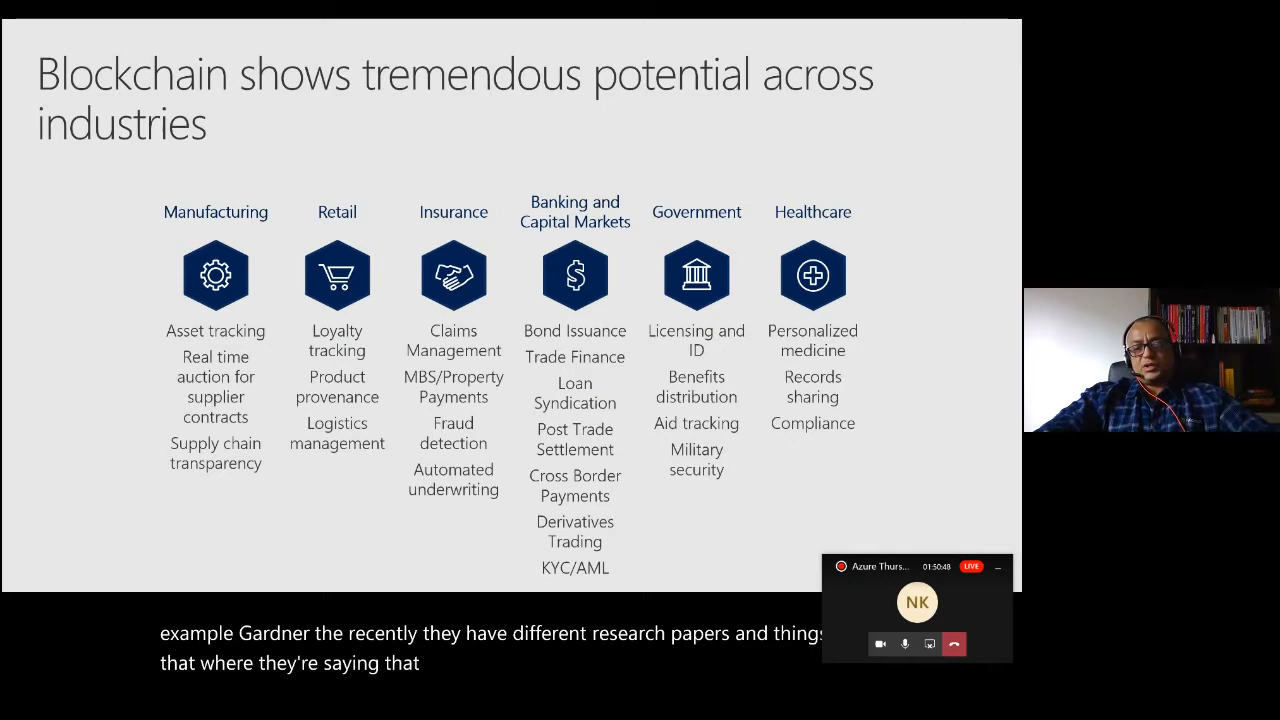 Blockchain shows tremendous potential across
industries
Manufacturing
Asset tracking
Real time
auction for
supplier
contracts
Supply chain
transparency
Retail
Loyalty
tracking
Product
provenance
Logistics
management
Insurance
Claims
Management
MBS/Property
Payments
Fraud
detection
Automated
underwriting
Banking and
Capital Markets
$
Bond Issuance
Trade Finance
Loan
Syndication
Post Trade
Settlement
Cross Border
Payments
Derivatives
Trading
KYC/AML
Government
Licensing and
ID
Benefits
distribution
Aid tracking
Military
security
Healthcare
Personalized
medicine
Records
sharing
Compliance
Azure Thurs... 01:50:48 LIVE
NK
example Gardner the recently they have different research papers and things
that where they're saying that